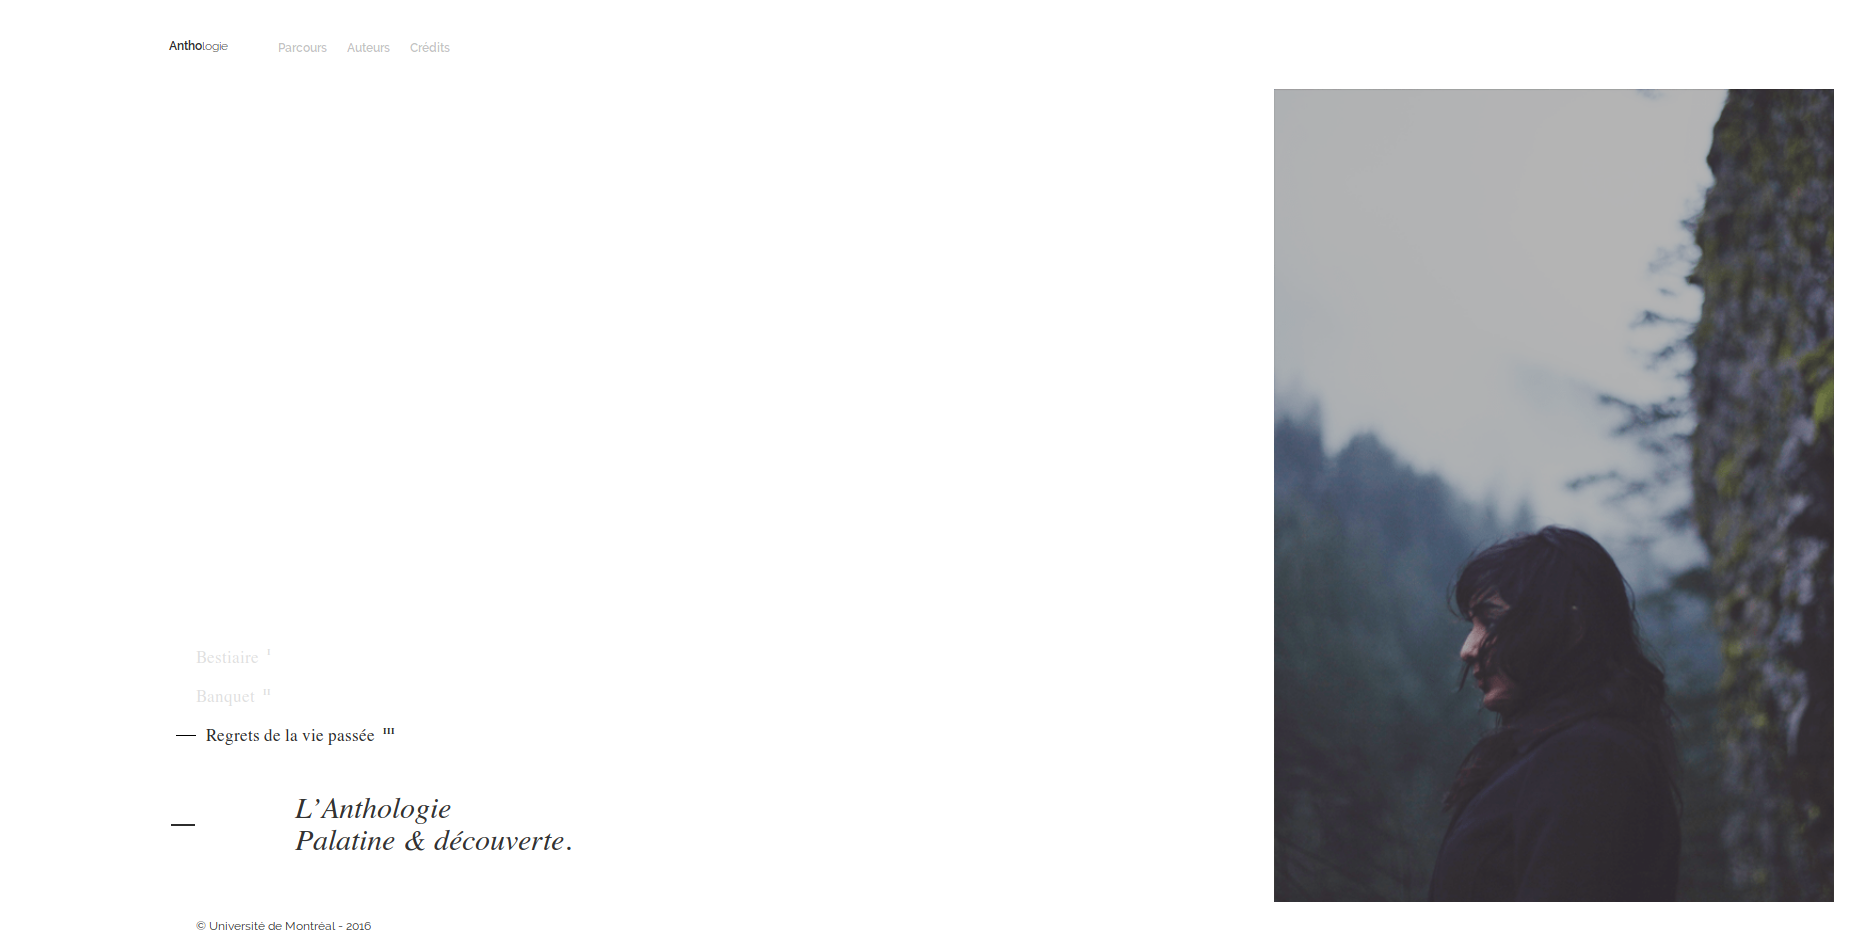 Anthologie Parcours Auteurs Crédits
Bestiaire I
Banquet II
— Regrets de la vie passée III
— L’Anthologie
Palatine & découverte.
© Université de Montréal - 2016